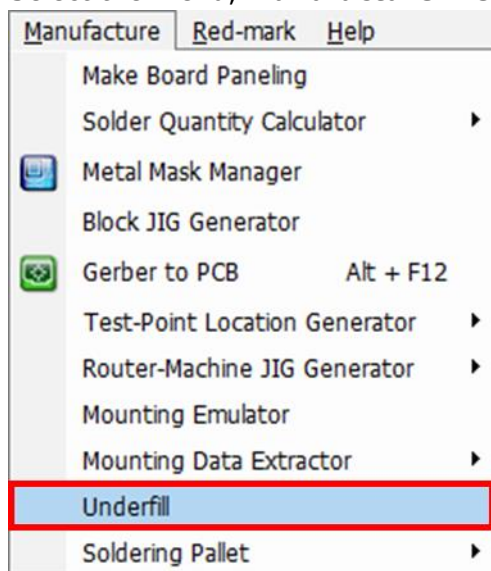 Manufacture Red-mark Help
Make Board Paneling
Solder Quantity Calculator
Metal Mask Manager
Block JIG Generator
Gerber to PCB Alt + F12
Test-Point Location Generator
Router-Machine JIG Generator
Mounting Emulator
Mounting Data Extractor
Underfill
Soldering Pallet